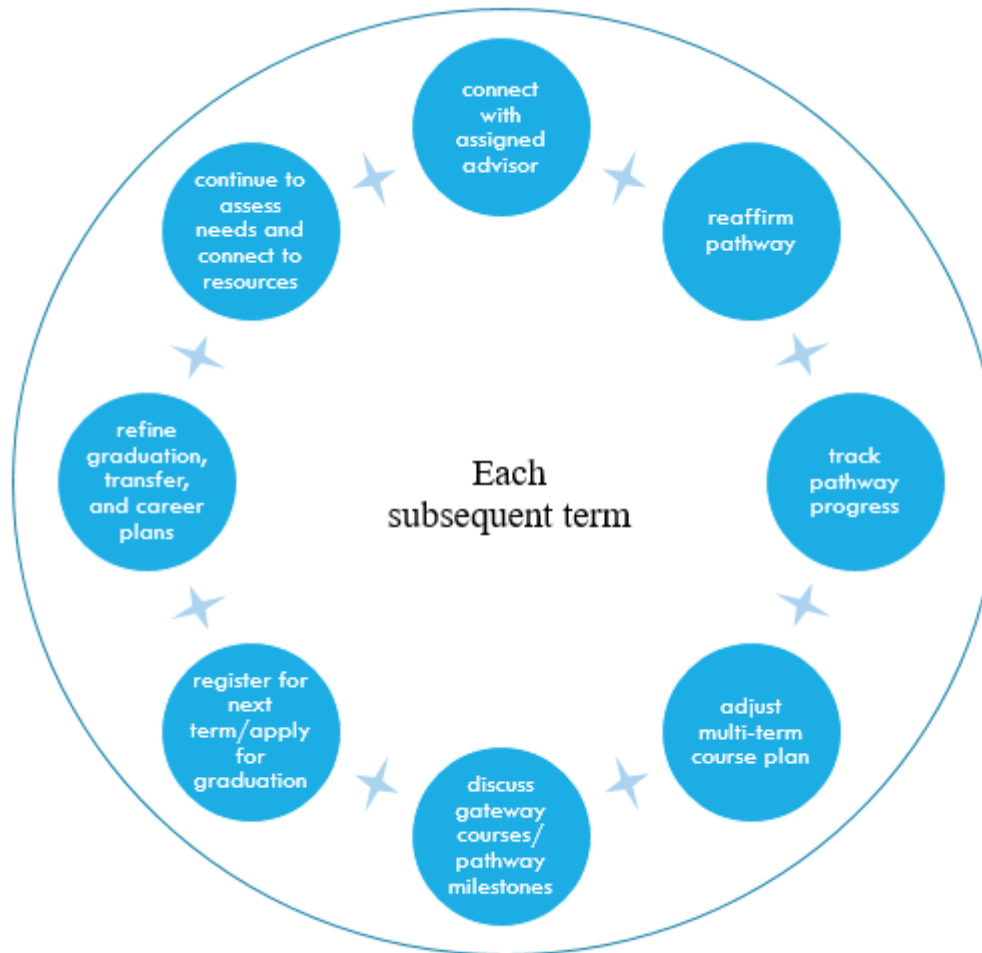 connect
with
assigned
advisor
reaffirm
pathway
track
pathway
progress
adjust
multi-term
course plan
discuss
gateway
courses/
pathway
milestones
register for
next
term/apply
for
graduation
refine
graduation,
transfer,
and career
plans
continue to
assess
needs and
connect to
resources
Each
subsequent term